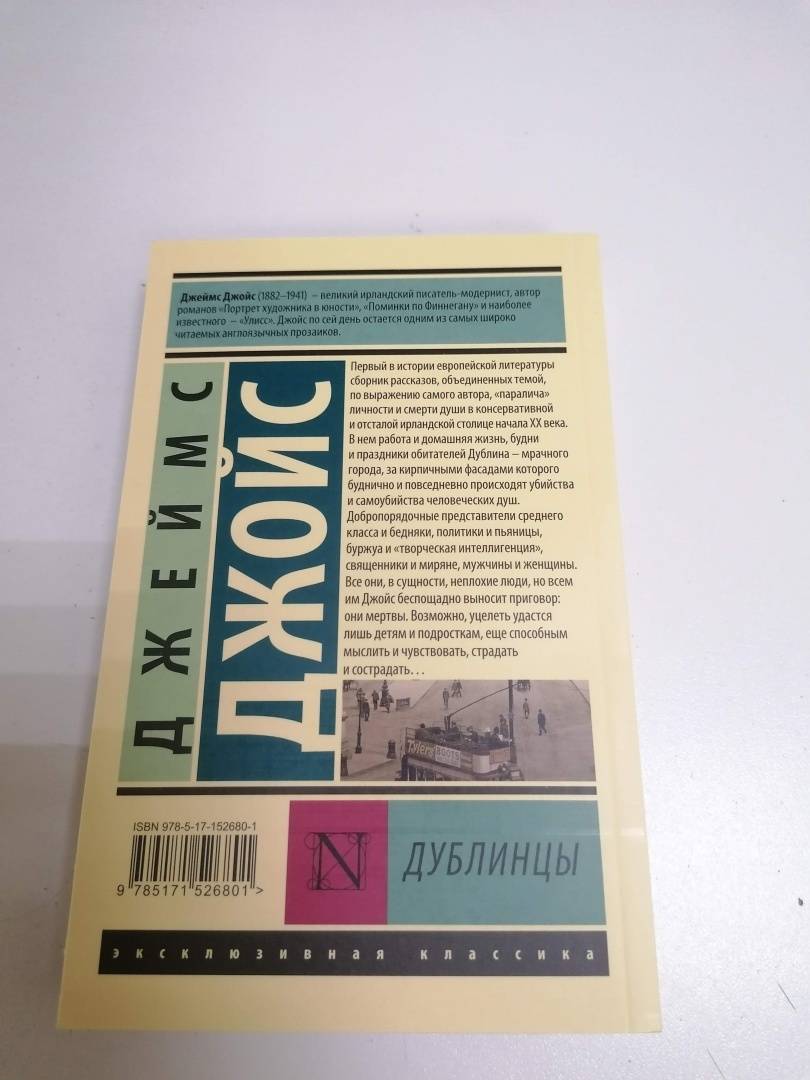 Джеймс Джойс (1882–1941) – великий ирландский писатель-модернист, автор
романов «Портрет художника в юности», «Поминки по Финнегану» и наиболее
известного – «Улисс». Джойс по сей день остается одним из самых широко
читаемых англоязычных прозаиков.
ДЖЕЙМС
ДЖОЙС
Первый в истории европейской литературы
сборник рассказов, объединенных темой,
по выражению самого автора, «паралича»
личности и смерти души в консервативной
и отсталой ирландской столице начала XX века.
В нем работа и домашняя жизнь, будни
и праздники обитателей Дублина – мрачного
города, за кирпичными фасадами которого
буднично и повседневно происходят убийства
и самоубийства человеческих душ.
Добропорядочные представители среднего
класса и бедняки, политики и пьяницы,
буржуа и «творческая интеллигенция»,
священники и миряне, мужчины и женщины.
Все они, в сущности, неплохие люди, но всем
им Джойс беспощадно выносит приговор:
они мертвы. Возможно, уцелеть удастся
лишь детям и подросткам, еще способным
мыслить и чувствовать, страдать
и сострадать…
Tylers BOOTS
ISBN 978-5-17-152680-1
9 785171 526801 >
N
ДУБЛИНЦЫ
эксклюзивная классика